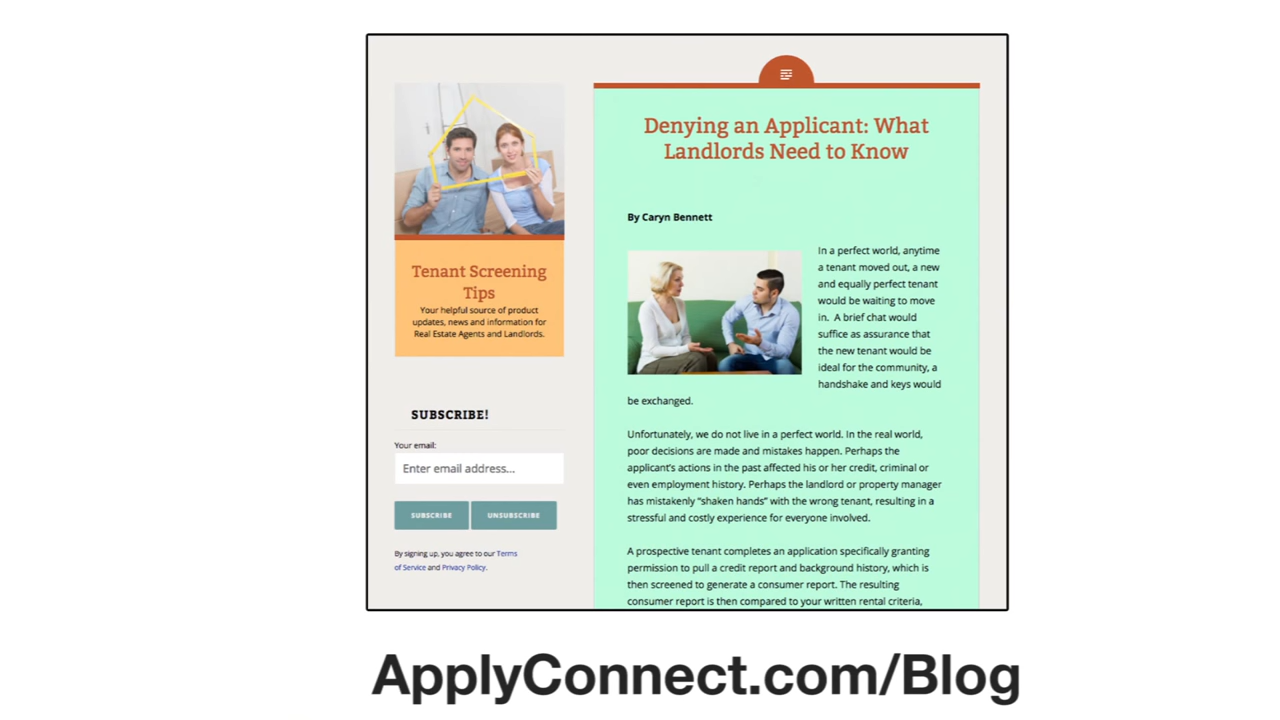 Tenant Screening
Tips
Your helpful source of product
updates, news and information for
Real Estate Agents and Landlords.
SUBSCRIBE!
Your email:
Enter email address...
SUBSCRIBE UNSUBSCRIBE
By signing up, you agree to our Terms
of Service and Privacy Policy.
Denying an Applicant: What
Landlords Need to Know
By Caryn Bennett
In a perfect world, anytime
a tenant moved out, a new
and equally perfect tenant
would be waiting to move
in.  A brief chat would
suffice as assurance that
the new tenant would be
ideal for the community, a
handshake and keys would
be exchanged.
Unfortunately, we do not live in a perfect world. In the real world,
poor decisions are made and mistakes happen. Perhaps the
applicant's actions in the past affected his or her credit, criminal or
even employment history. Perhaps the landlord or property manager
has mistakenly “shaken hands” with the wrong tenant, resulting in a
stressful and costly experience for everyone involved.
A prospective tenant completes an application specifically granting
permission to pull a credit report and background history, which is
then screened to generate a consumer report. The resulting
consumer report is then compared to your written rental criteria,
ApplyConnect.com/Blog